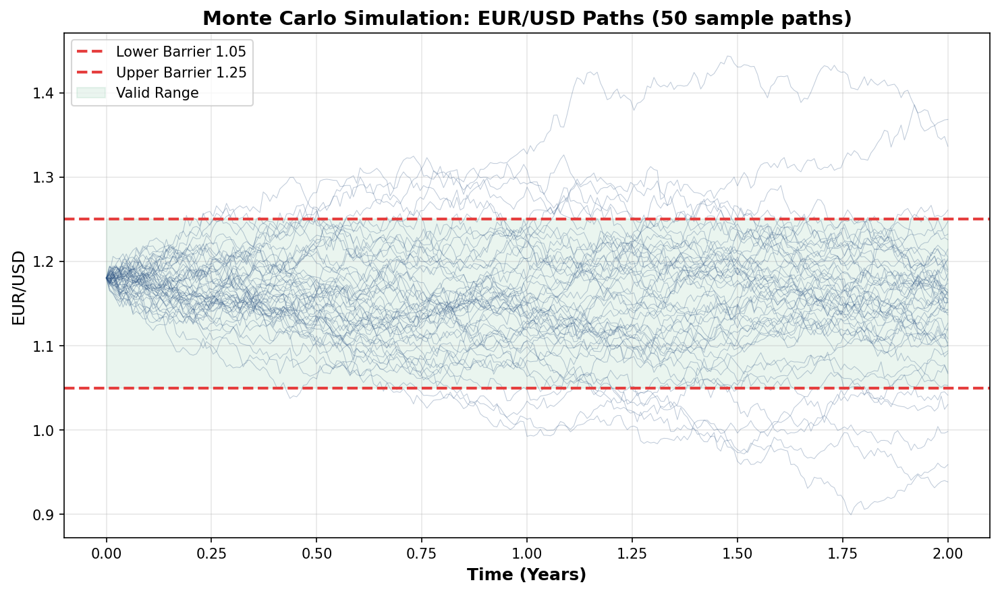 Monte Carlo Simulation: EUR/USD Paths (50 sample paths)
Lower Barrier 1.05
Upper Barrier 1.25
Valid Range
EUR/USD
1.4
1.3
1.2
1.1
1.0
0.9
0.00 0.25 0.50 0.75 1.00 1.25 1.50 1.75 2.00
Time (Years)